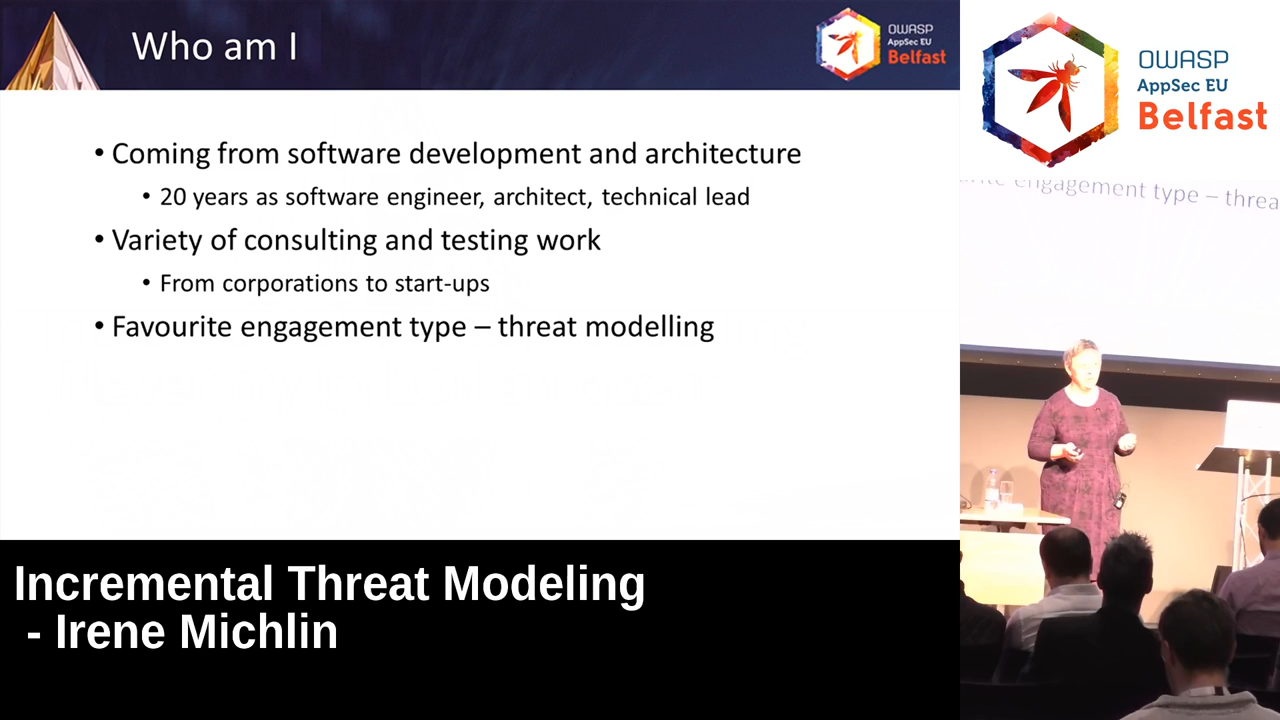 Who am I
OWASP
AppSec EU
Belfast
• Coming from software development and architecture
• 20 years as software engineer, architect, technical lead
• Variety of consulting and testing work
• From corporations to start-ups
• Favourite engagement type – threat modelling
Incremental Threat Modeling
- Irene Michlin
OWASP
AppSec EU
Belfast
engagement type – threa